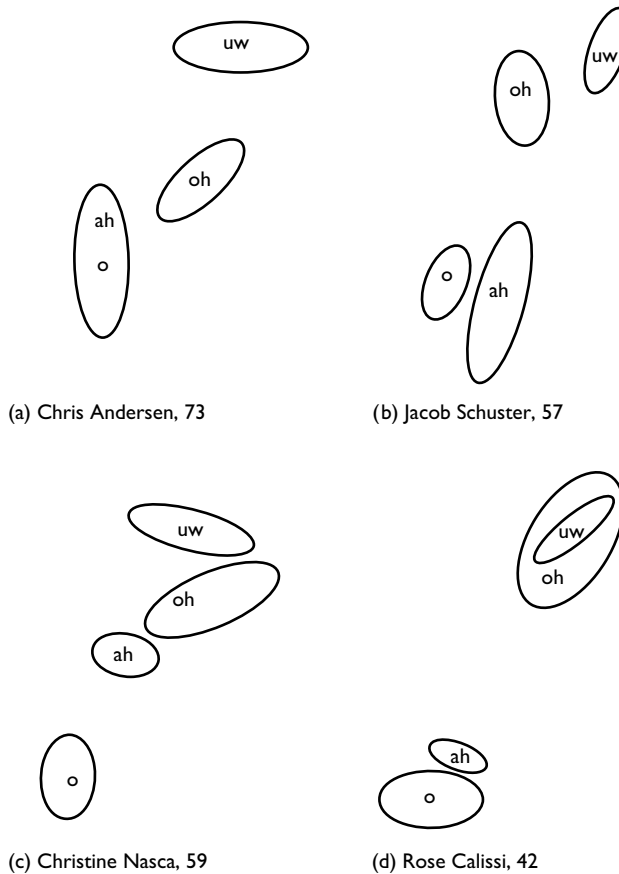 uw
oh
ah
o
(a) Chris Andersen, 73
uw
oh
o
ah
(b) Jacob Schuster, 57
uw
oh
ah
o
(c) Christine Nasca, 59
uw
oh
ah
o
(d) Rose Calissi, 42